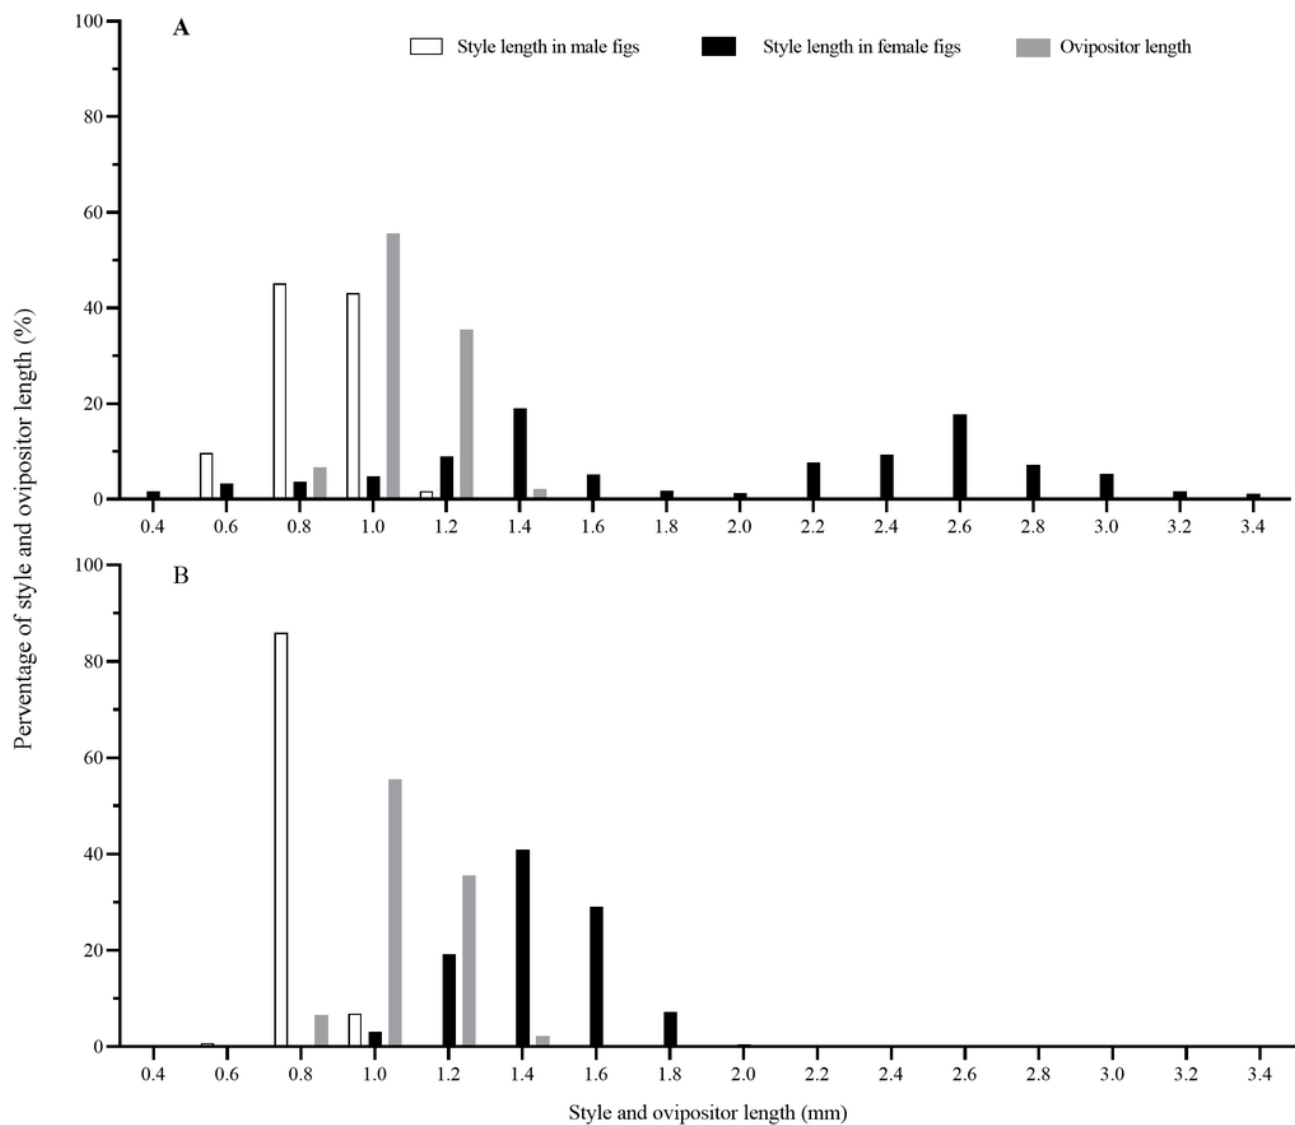 A
Style length in male figs
Style length in female figs
Ovipositor length
100
80
60
40
20
0
0.4 0.6 0.8 1.0 1.2 1.4 1.6 1.8 2.0 2.2 2.4 2.6 2.8 3.0 3.2 3.4
Perventage of style and ovipositor length (%)
B
100
80
60
40
20
0
0.4 0.6 0.8 1.0 1.2 1.4 1.6 1.8 2.0 2.2 2.4 2.6 2.8 3.0 3.2 3.4
Style and ovipositor length (mm)